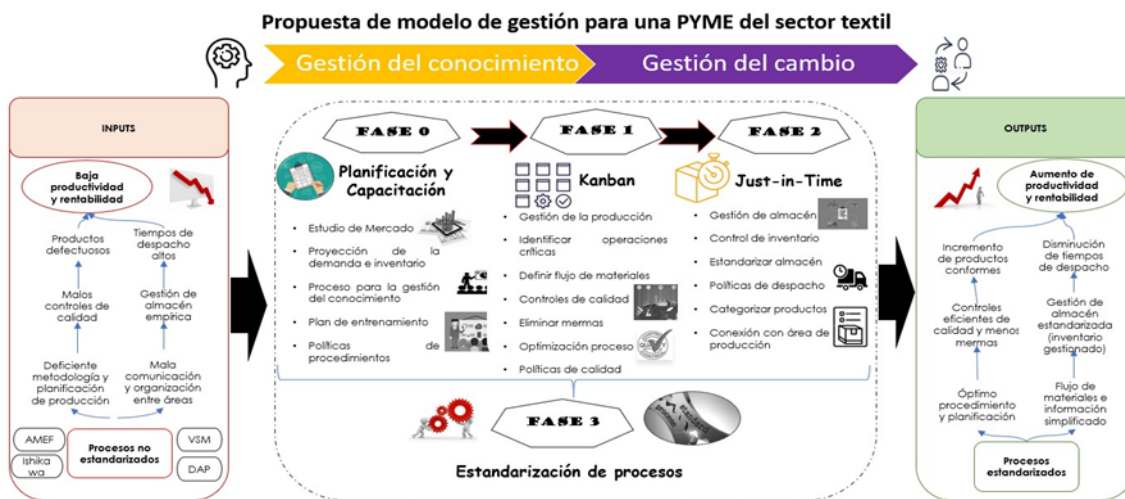 Propuesta de modelo de gestión para una PYME del sector textil
Gestión del conocimiento
Gestión del cambio
INPUTS
Baja
productividad
y rentabilidad
Productos
defectuosos
Tiempos de
despacho
altos
Malos
controles de
calidad
Gestión de
almacén
empírica
Deficiente
metodología y
planificación
de producción
Mala
comunicación
y organización
entre áreas
AMEF
Ishika
wa
Procesos no
estandarizados
VSM
DAP
FASE 0
Planificación y
Capacitación
• Estudio de Mercado
• Proyección de la
demanda e inventario
• Proceso para la gestión
del conocimiento
• Plan de entrenamiento
• Políticas de
procedimientos
FASE 1
Kanban
• Gestión de la producción
• Identificar operaciones
críticas
• Definir flujo de materiales
• Controles de calidad
• Eliminar mermas
• Optimización proceso
• Políticas de calidad
FASE 2
Just-in-Time
• Gestión de almacén
• Control de inventario
• Estandarizar almacén
• Políticas de despacho
• Categorizar productos
• Conexión con área de
producción
FASE 3
Estandarización de procesos
OUTPUTS
Aumento de
productividad
y rentabilidad
Incremento
de productos
conformes
Disminución
de tiempos
de despacho
Controles
eficientes de
calidad y menos
mermas
Gestión de
almacén
estandarizada
(inventario
gestionado)
Óptimo
procedimiento
y planificación
Flujo de
materiales e
información
simplificado
Procesos
estandarizados